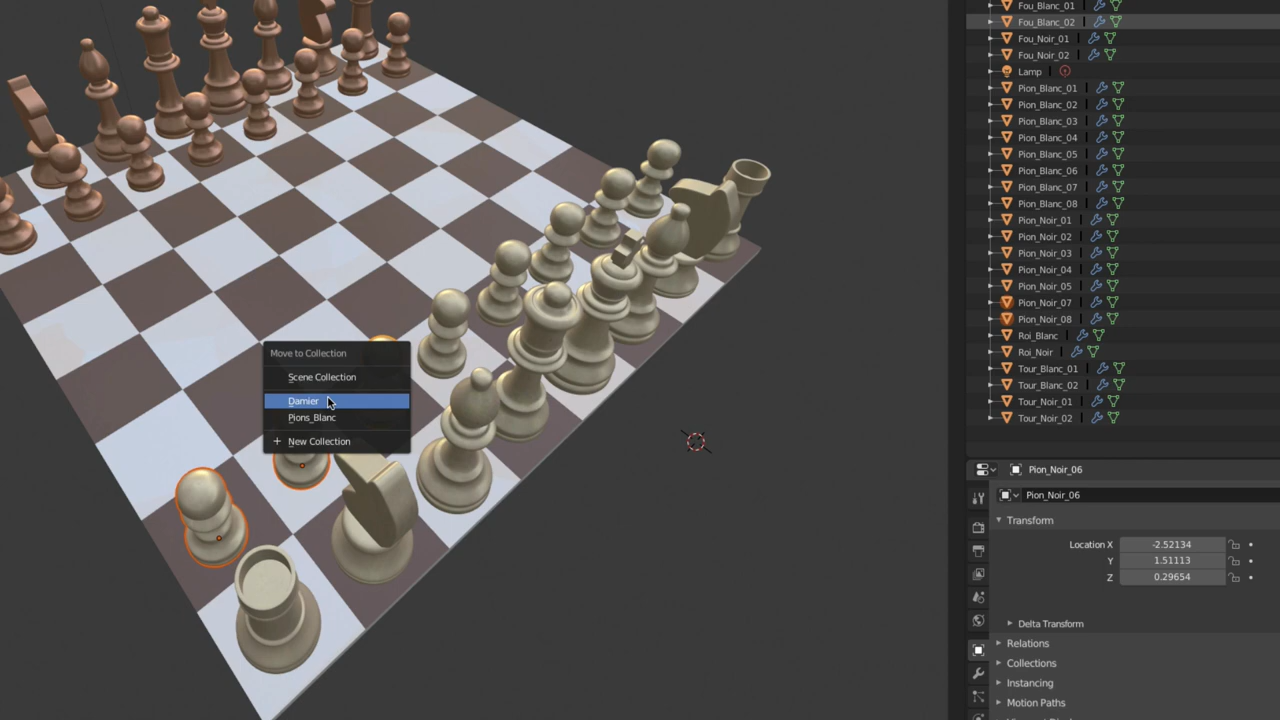 Fou_Blanc_01
Fou_Blanc_02
Fou_Noir_01
Fou_Noir_02
Lamp
Pion_Blanc_01
Pion_Blanc_02
Pion_Blanc_03
Pion_Blanc_04
Pion_Blanc_05
Pion_Blanc_06
Pion_Blanc_07
Pion_Blanc_08
Pion_Noir_01
Pion_Noir_02
Pion_Noir_03
Pion_Noir_04
Pion_Noir_05
Pion_Noir_07
Pion_Noir_08
Roi_Blanc
Roi_Noir
Tour_Blanc_01
Tour_Blanc_02
Tour_Noir_01
Tour_Noir_02
Move to Collection
Scene Collection
Damier
Pions_Blanc
+ New Collection
Pion_Noir_06
Pion_Noir_06
Transform
Location X -2.52134
Y 1.51113
Z 0.29654
Delta Transform
Relations
Collections
Instancing
Motion Paths